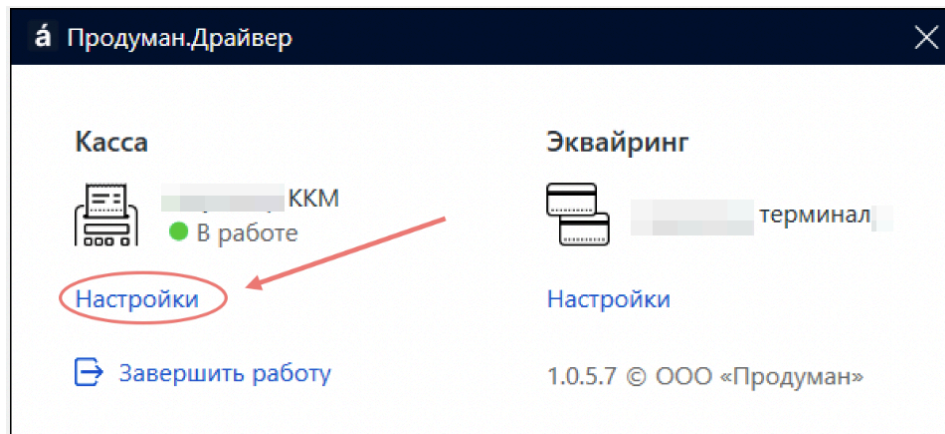 á Продуман.Драйвер
Касса
ККМ
В работе
Настройки
Завершить работу
Эквайринг
терминал
Настройки
1.0.5.7 © ООО «Продуман»